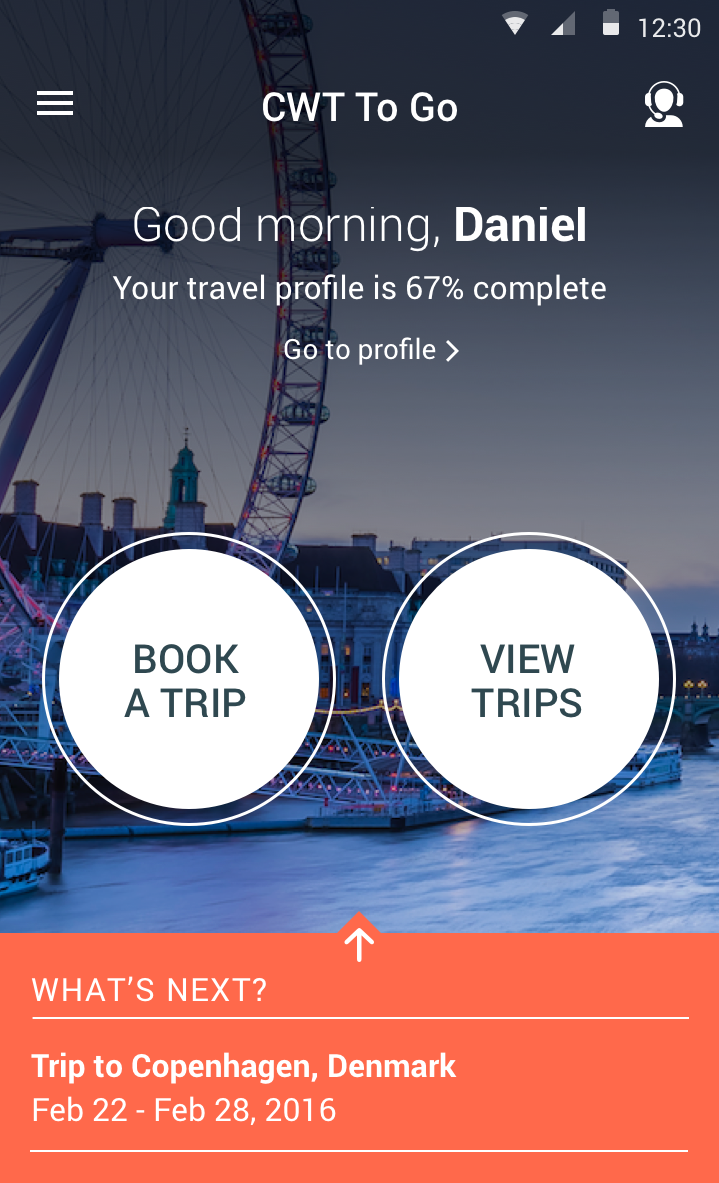 12:30
CWT To Go
Good morning, Daniel
Your travel profile is 67% complete
Go to profile
BOOK
A TRIP
VIEW
TRIPS
WHAT’S NEXT?
Trip to Copenhagen, Denmark
Feb 22 - Feb 28, 2016